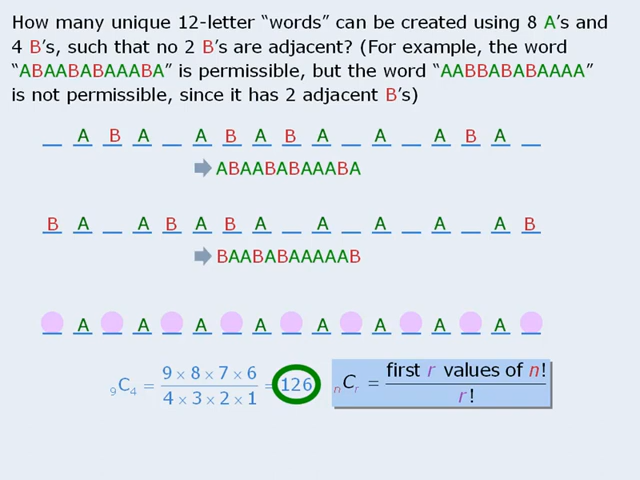 How many unique 12-letter “words” can be created using 8 A’s and
4 B’s, such that no 2 B’s are adjacent? (For example, the word
“ABAABABAAABA” is permissible, but the word “AABBABABAAAA”
is not permissible, since it has 2 adjacent B’s)
_ A B A _ A B A B A _ A _ A B A _
ABAABABAAABA
B A _ A B A B A _ A _ A _ A _ A B
BAABABAAAAAB
_ A _ A _ A _ A _ A _ A _ A _ A _
₉C₄ = 9 × 8 × 7 × 6 / 4 × 3 × 2 × 1 = 126
nCr = first r values of n! / r!